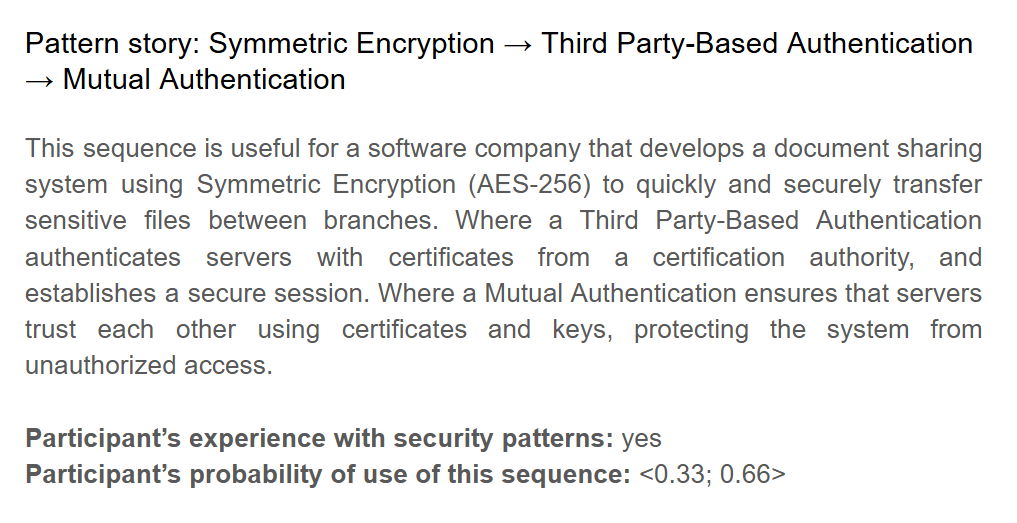 Pattern story: Symmetric Encryption → Third Party-Based Authentication
→ Mutual Authentication
This sequence is useful for a software company that develops a document sharing
system using Symmetric Encryption (AES-256) to quickly and securely transfer
sensitive files between branches. Where a Third Party-Based Authentication
authenticates servers with certificates from a certification authority, and
establishes a secure session. Where a Mutual Authentication ensures that servers
trust each other using certificates and keys, protecting the system from
unauthorized access.
Participant’s experience with security patterns: yes
Participant’s probability of use of this sequence: <0.33; 0.66>